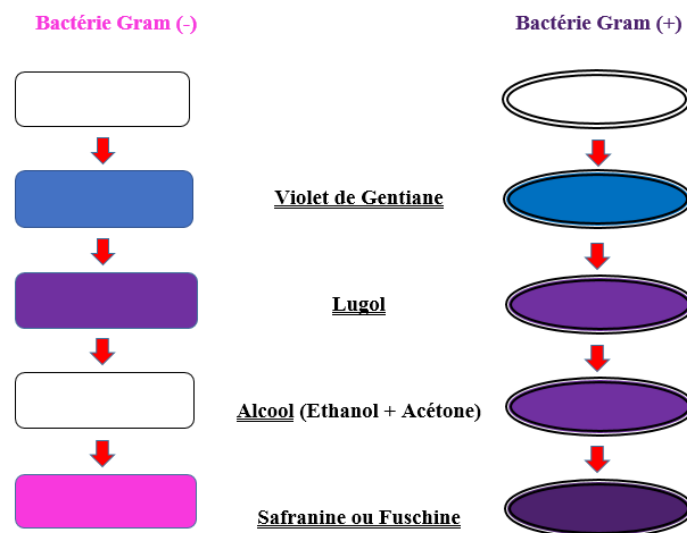 Bactérie Gram (-)
Bactérie Gram (+)
Violet de Gentiane
Lugol
Alcool (Ethanol + Acétone)
Safranine ou Fuschine